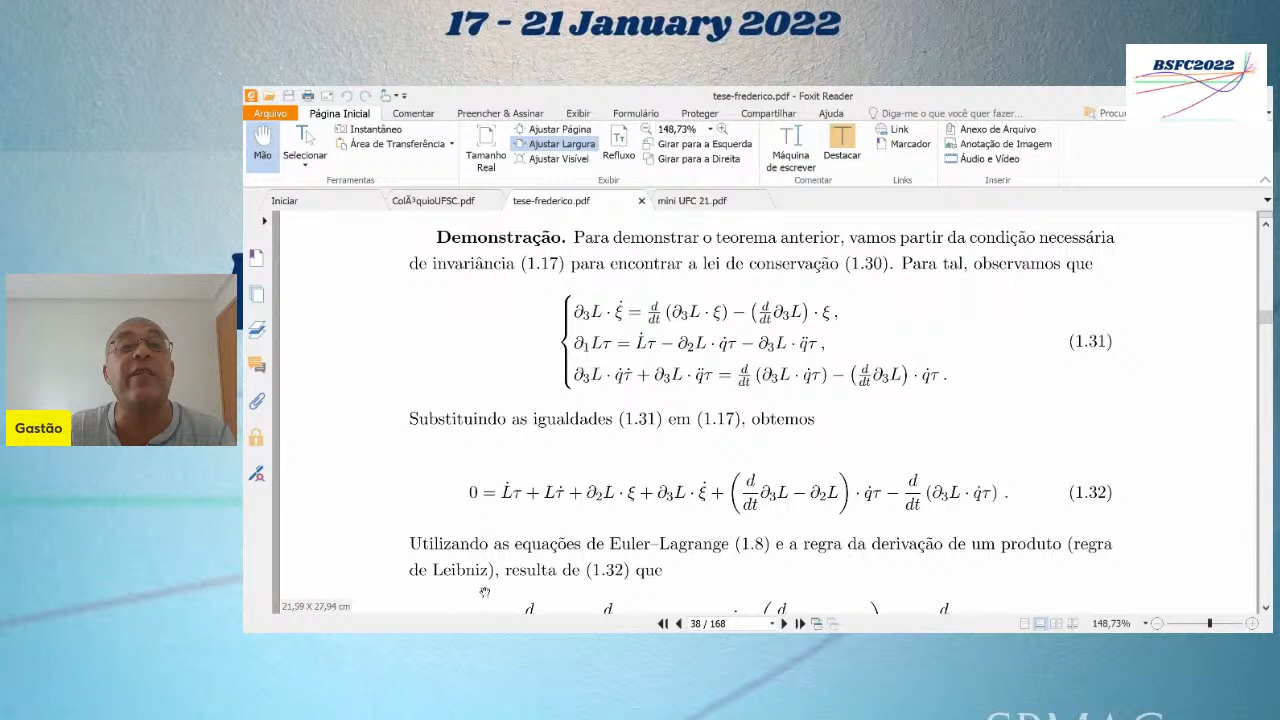 17 - 21 January 2022
BSFC2022
tese-frederico.pdf - Foxit Reader
Arquivo Página Inicial Comentar Preencher & Assinar Exibir Formulário Proteger Compartilhar Ajuda Diga-me o que você quer fazer... Procur
Mão
Selecionar
Instantâneo
Área de Transferência
Ferramentas
Tamanho Real
Ajustar Página
Ajustar Largura
Ajustar Visível
Refluxo
148,73%
Girar para a Esquerda
Girar para a Direita
Exibir
Máquina de escrever
Destacar
Comentar
Link
Marcador
Links
Anexo de Arquivo
Anotação de Imagem
Áudio e Vídeo
Inserir
Iniciar ColÃ³quioUFSC.pdf tese-frederico.pdf mini UFC 21.pdf
Demonstração. Para demonstrar o teorema anterior, vamos partir da condição necessária
de invariância (1.17) para encontrar a lei de conservação (1.30). Para tal, observamos que
∂₃L · ξ̇ = d/dt (∂₃L · ξ) − (d/dt ∂₃L) · ξ ,
∂₁Lτ = L̇τ − ∂₂L · q̇τ − ∂₃L · q̈τ , (1.31)
∂₃L · q̇τ̇ + ∂₃L · q̈τ = d/dt (∂₃L · q̇τ) − (d/dt ∂₃L) · q̇τ .
Substituindo as igualdades (1.31) em (1.17), obtemos
0 = L̇τ + Lτ̇ + ∂₂L · ξ + ∂₃L · ξ̇ + (d/dt ∂₃L − ∂₂L) · q̇τ − d/dt (∂₃L · q̇τ) . (1.32)
Utilizando as equações de Euler–Lagrange (1.8) e a regra da derivação de um produto (regra
de Leibniz), resulta de (1.32) que
21,59 X 27,94 cm
38 / 168
148,73%
Gastão